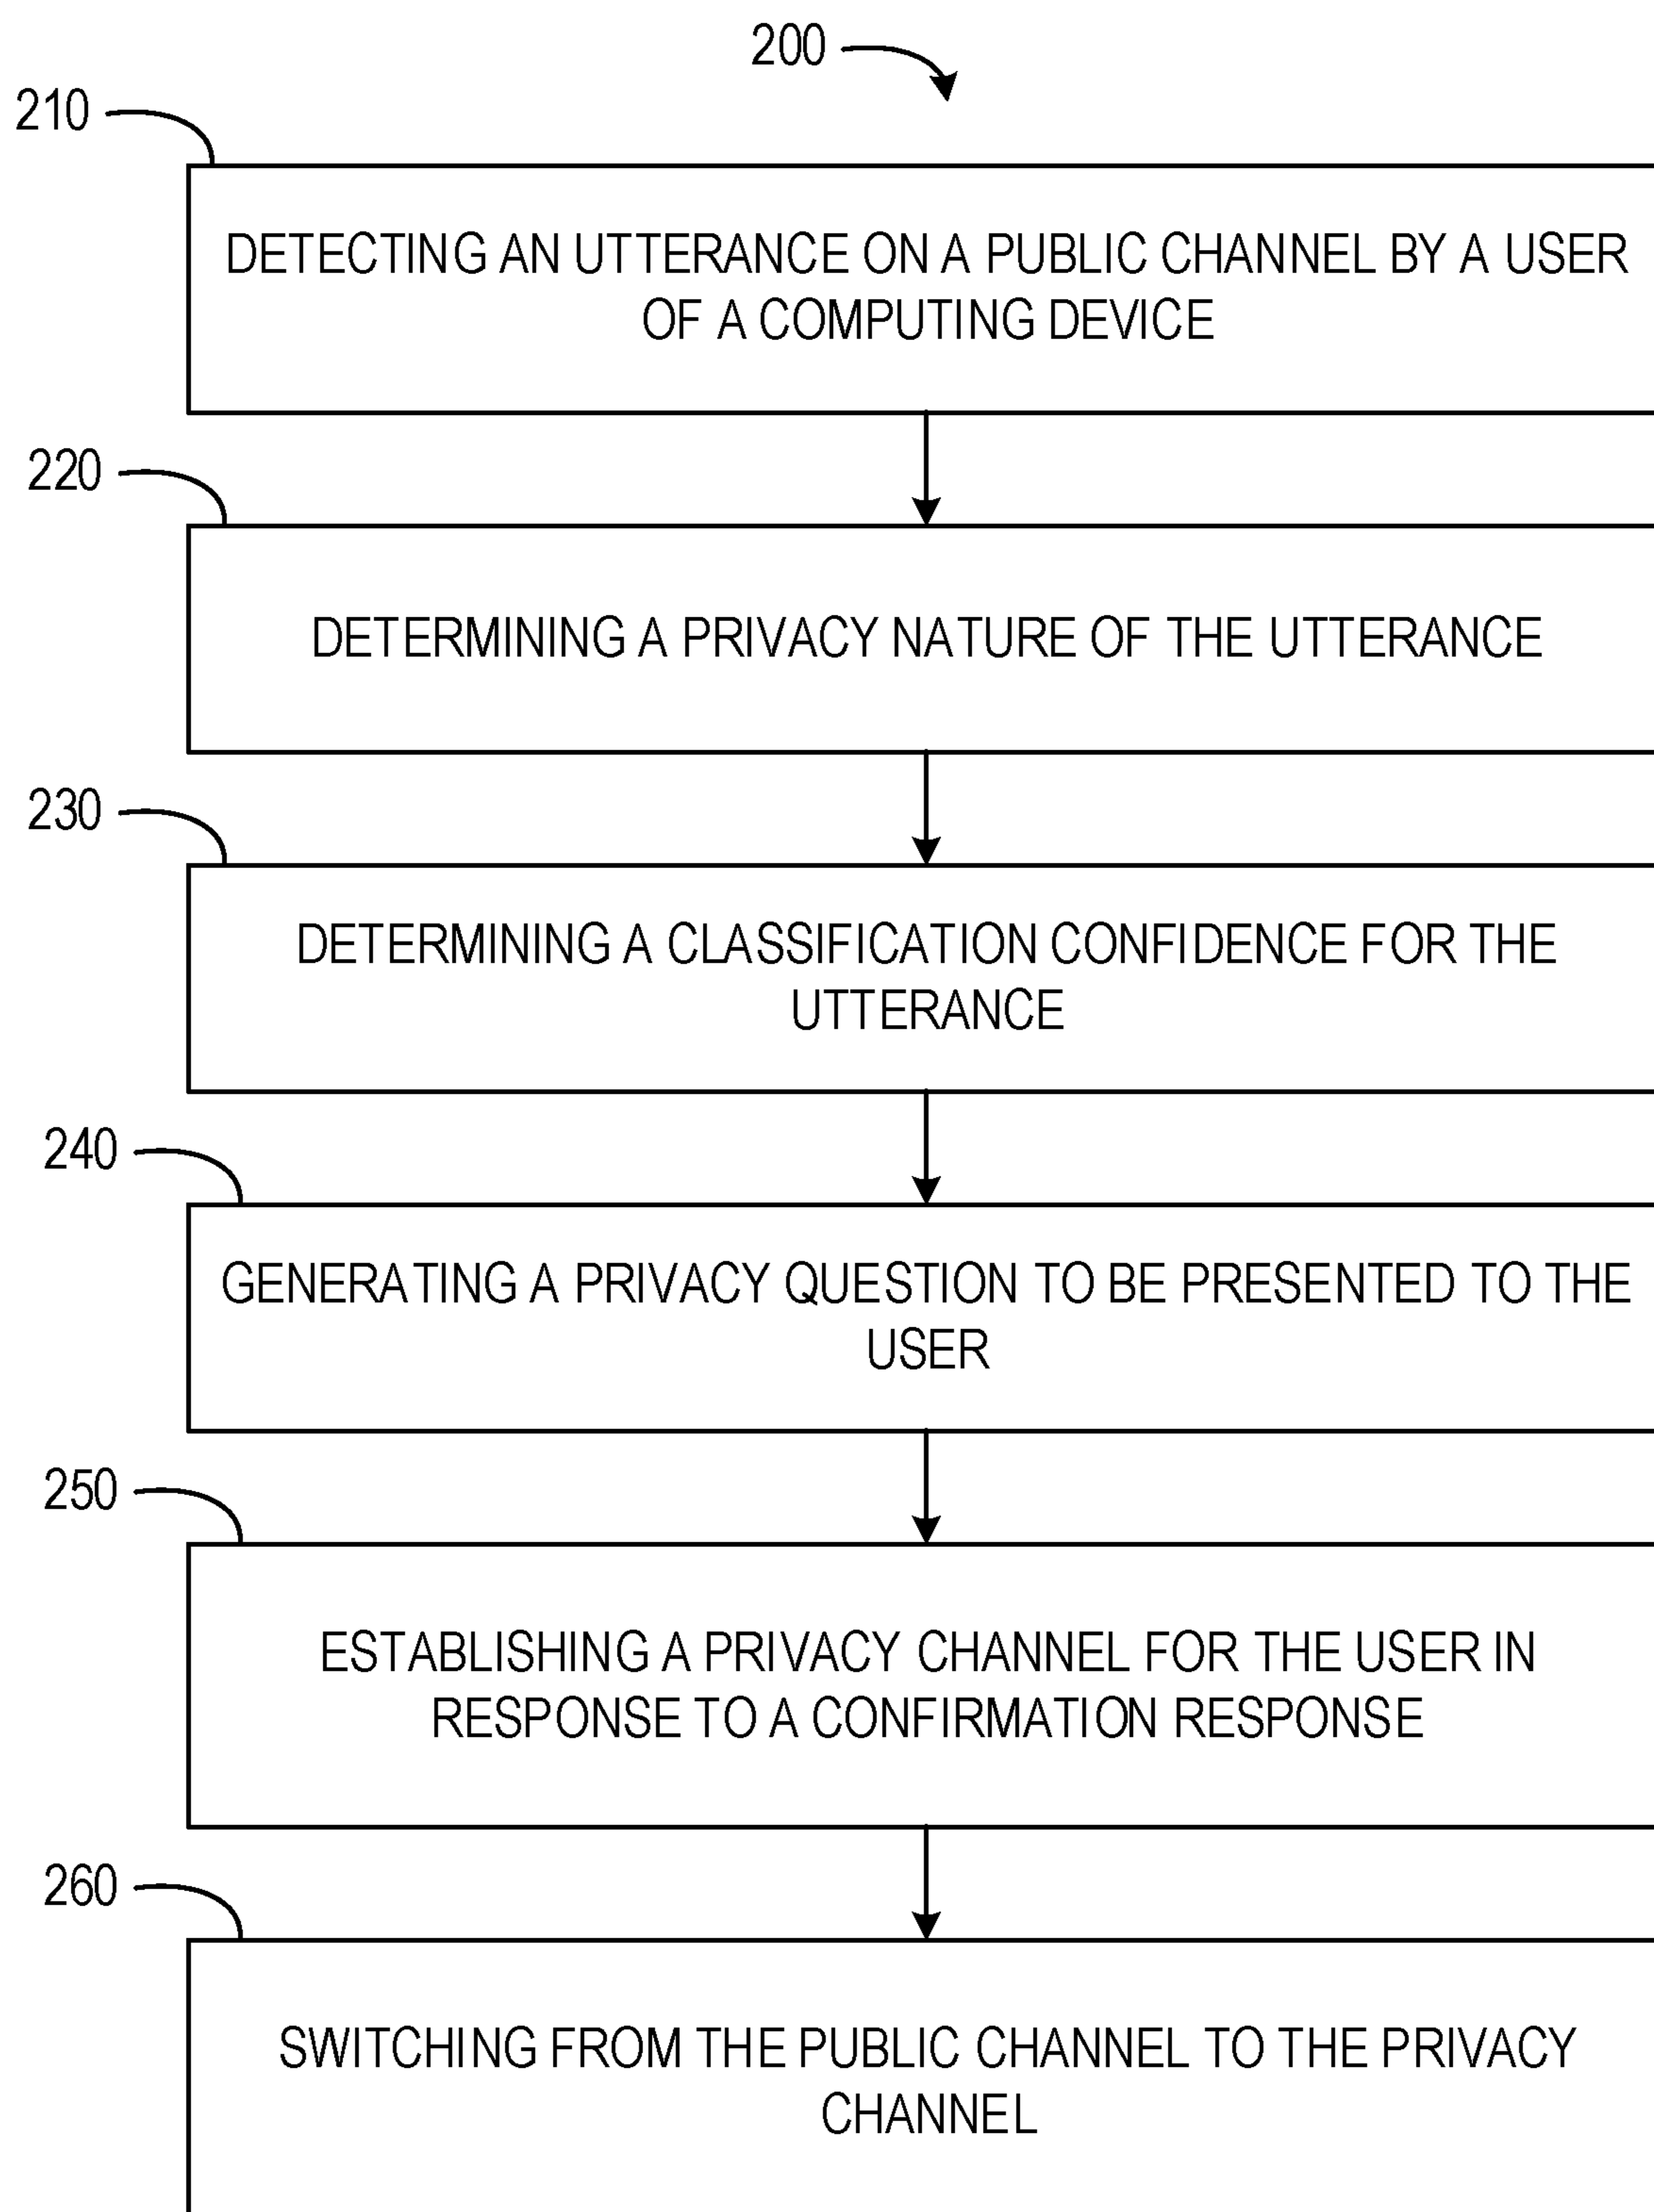 200
210
DETECTING AN UTTERANCE ON A PUBLIC CHANNEL BY A USER
OF A COMPUTING DEVICE
220
DETERMINING A PRIVACY NATURE OF THE UTTERANCE
230
DETERMINING A CLASSIFICATION CONFIDENCE FOR THE
UTTERANCE
240
GENERATING A PRIVACY QUESTION TO BE PRESENTED TO THE
USER
250
ESTABLISHING A PRIVACY CHANNEL FOR THE USER IN
RESPONSE TO A CONFIRMATION RESPONSE
260
SWITCHING FROM THE PUBLIC CHANNEL TO THE PRIVACY
CHANNEL